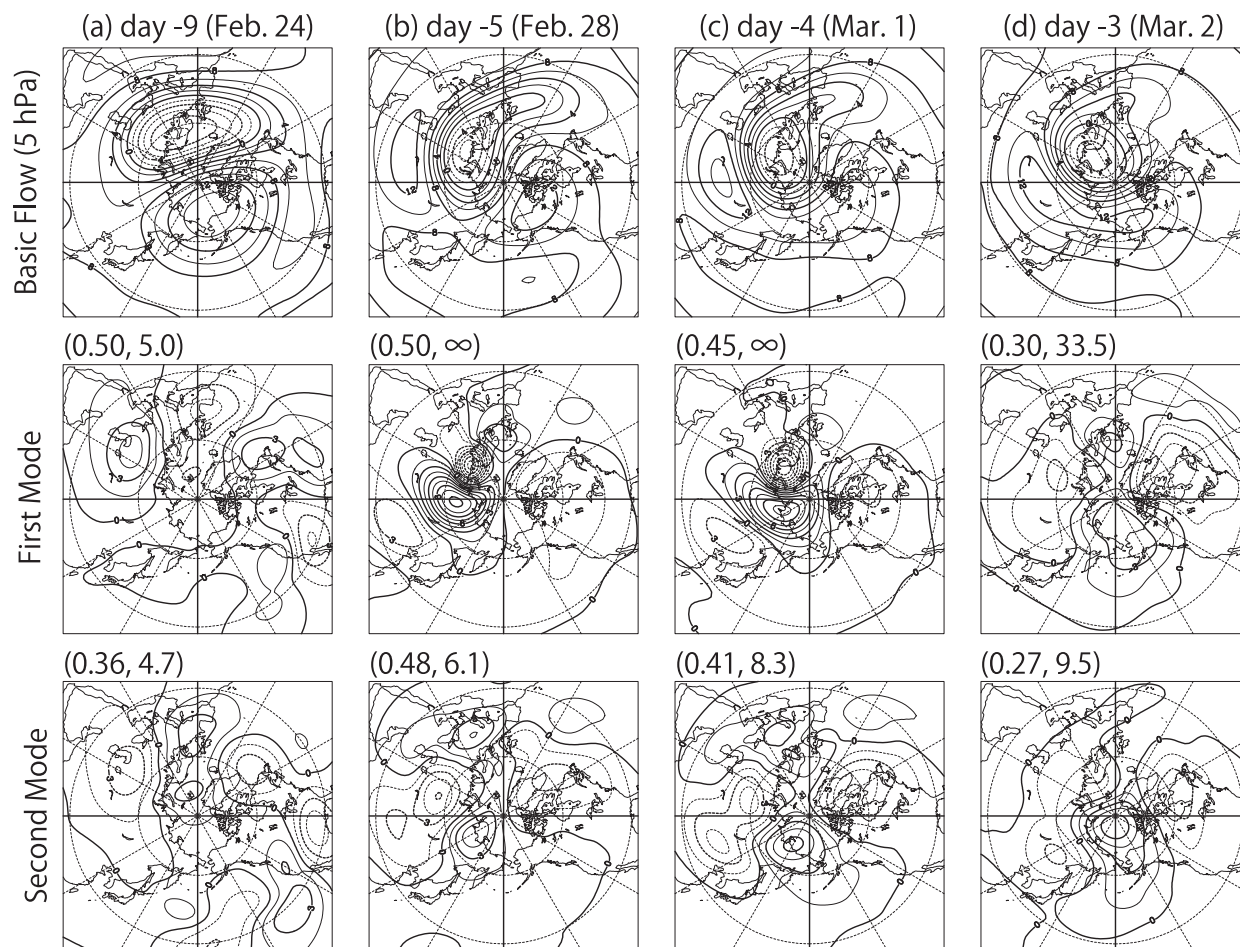 (a) day -9 (Feb. 24)
(b) day -5 (Feb. 28)
(c) day -4 (Mar. 1)
(d) day -3 (Mar. 2)
Basic Flow (5 hPa)
(0.50, 5.0)
(0.50, ∞)
(0.45, ∞)
(0.30, 33.5)
First Mode
(0.36, 4.7)
(0.48, 6.1)
(0.41, 8.3)
(0.27, 9.5)
Second Mode